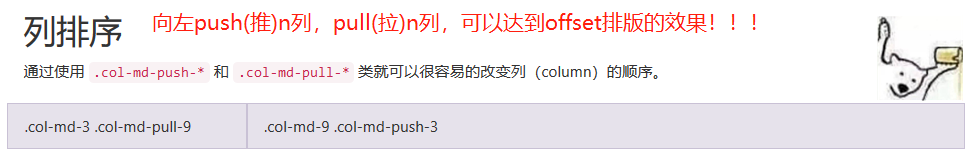 列排序 向左push(推)n列，pull(拉)n列，可以达到offset排版的效果！！！
通过使用 .col-md-push-* 和 .col-md-pull-* 类就可以很容易的改变列（column）的顺序。
.col-md-3 .col-md-pull-9 .col-md-9 .col-md-push-3